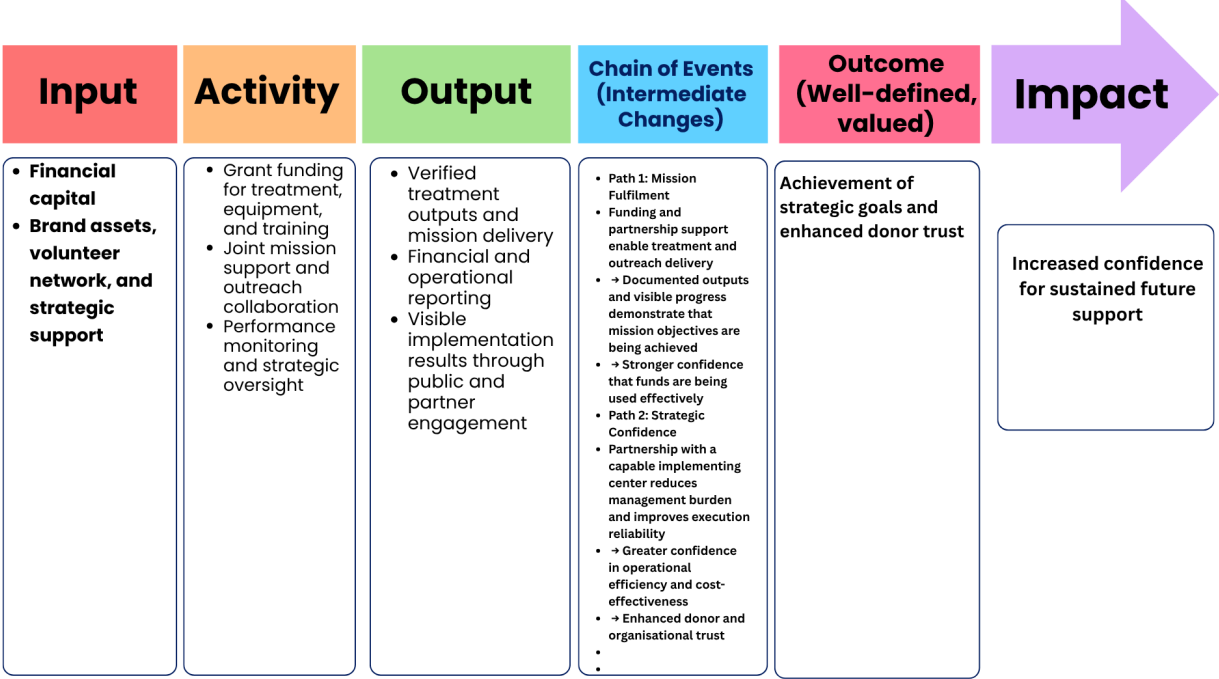 Input
Activity
Output
Chain of Events
(Intermediate
Changes)
Outcome
(Well-defined,
valued)
Impact
• Financial
capital
• Brand assets,
volunteer
network, and
strategic
support
• Grant funding
for treatment,
equipment,
and training
• Joint mission
support and
outreach
collaboration
• Performance
monitoring
and strategic
oversight
• Verified
treatment
outputs and
mission delivery
• Financial and
operational
reporting
• Visible
implementation
results through
public and
partner
engagement
• Path 1: Mission
Fulfilment
• Funding and
partnership support
enable treatment and
outreach delivery
• → Documented outputs
and visible progress
demonstrate that
mission objectives are
being achieved
• → Stronger confidence
that funds are being
used effectively
• Path 2: Strategic
Confidence
• Partnership with a
capable implementing
center reduces
management burden
and improves execution
reliability
• → Greater confidence
in operational
efficiency and cost-
effectiveness
• → Enhanced donor and
organisational trust
•
•
Achievement of
strategic goals and
enhanced donor trust
Increased confidence
for sustained future
support